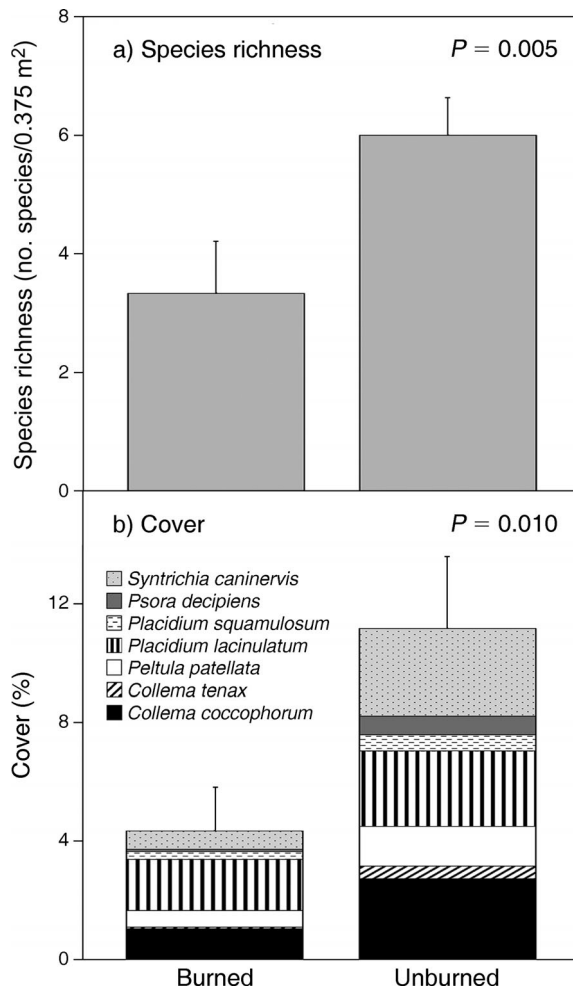 8
a) Species richness
P = 0.005
6
4
2
0
Species richness (no. species/0.375 m²)
b) Cover
P = 0.010
Syntrichia caninervis
Psora decipiens
Placidium squamulosum
Placidium lacinulatum
Peltula patellata
Collema tenax
Collema coccophorum
12
8
4
0
Cover (%)
Burned
Unburned